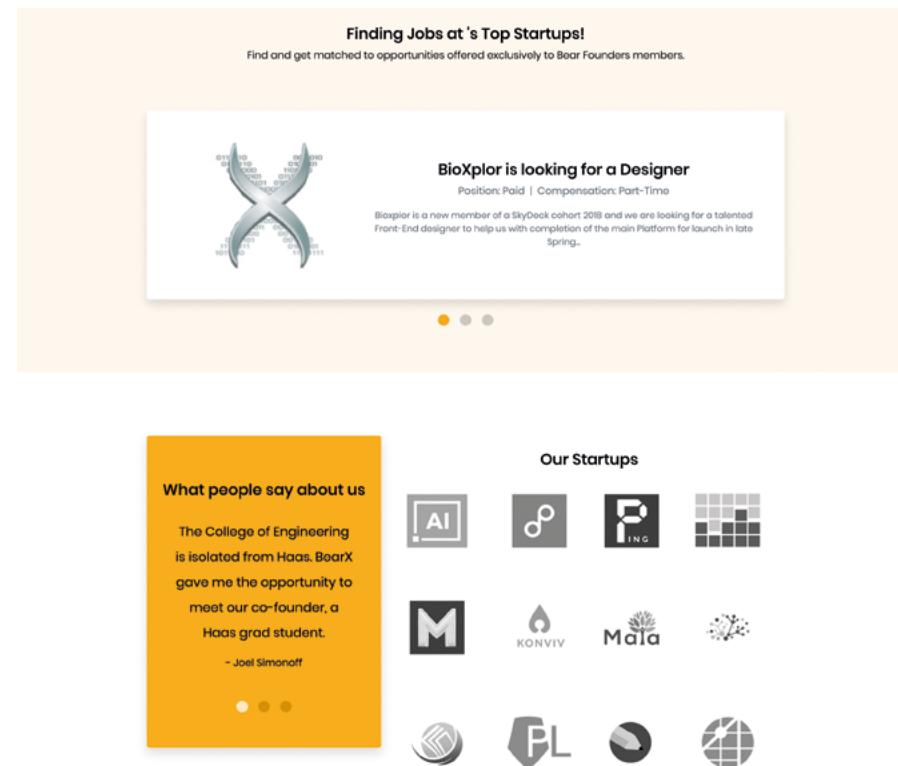 Finding Jobs at 's Top Startups!
Find and get matched to opportunities offered exclusively to Bear Founders members.
BioXplor is looking for a Designer
Position: Paid | Compensation: Part-Time
Bioxplor is a new member of a SkyDeck cohort 2018 and we are looking for a talented
Front-End designer to help us with completion of the main Platform for launch in late
Spring...
What people say about us
The College of Engineering
is isolated from Haas. BearX
gave me the opportunity to
meet our co-founder, a
Haas grad student.
- Joel Simonoff
Our Startups
AI
P
ING
M
KONVIV
Maia
PL